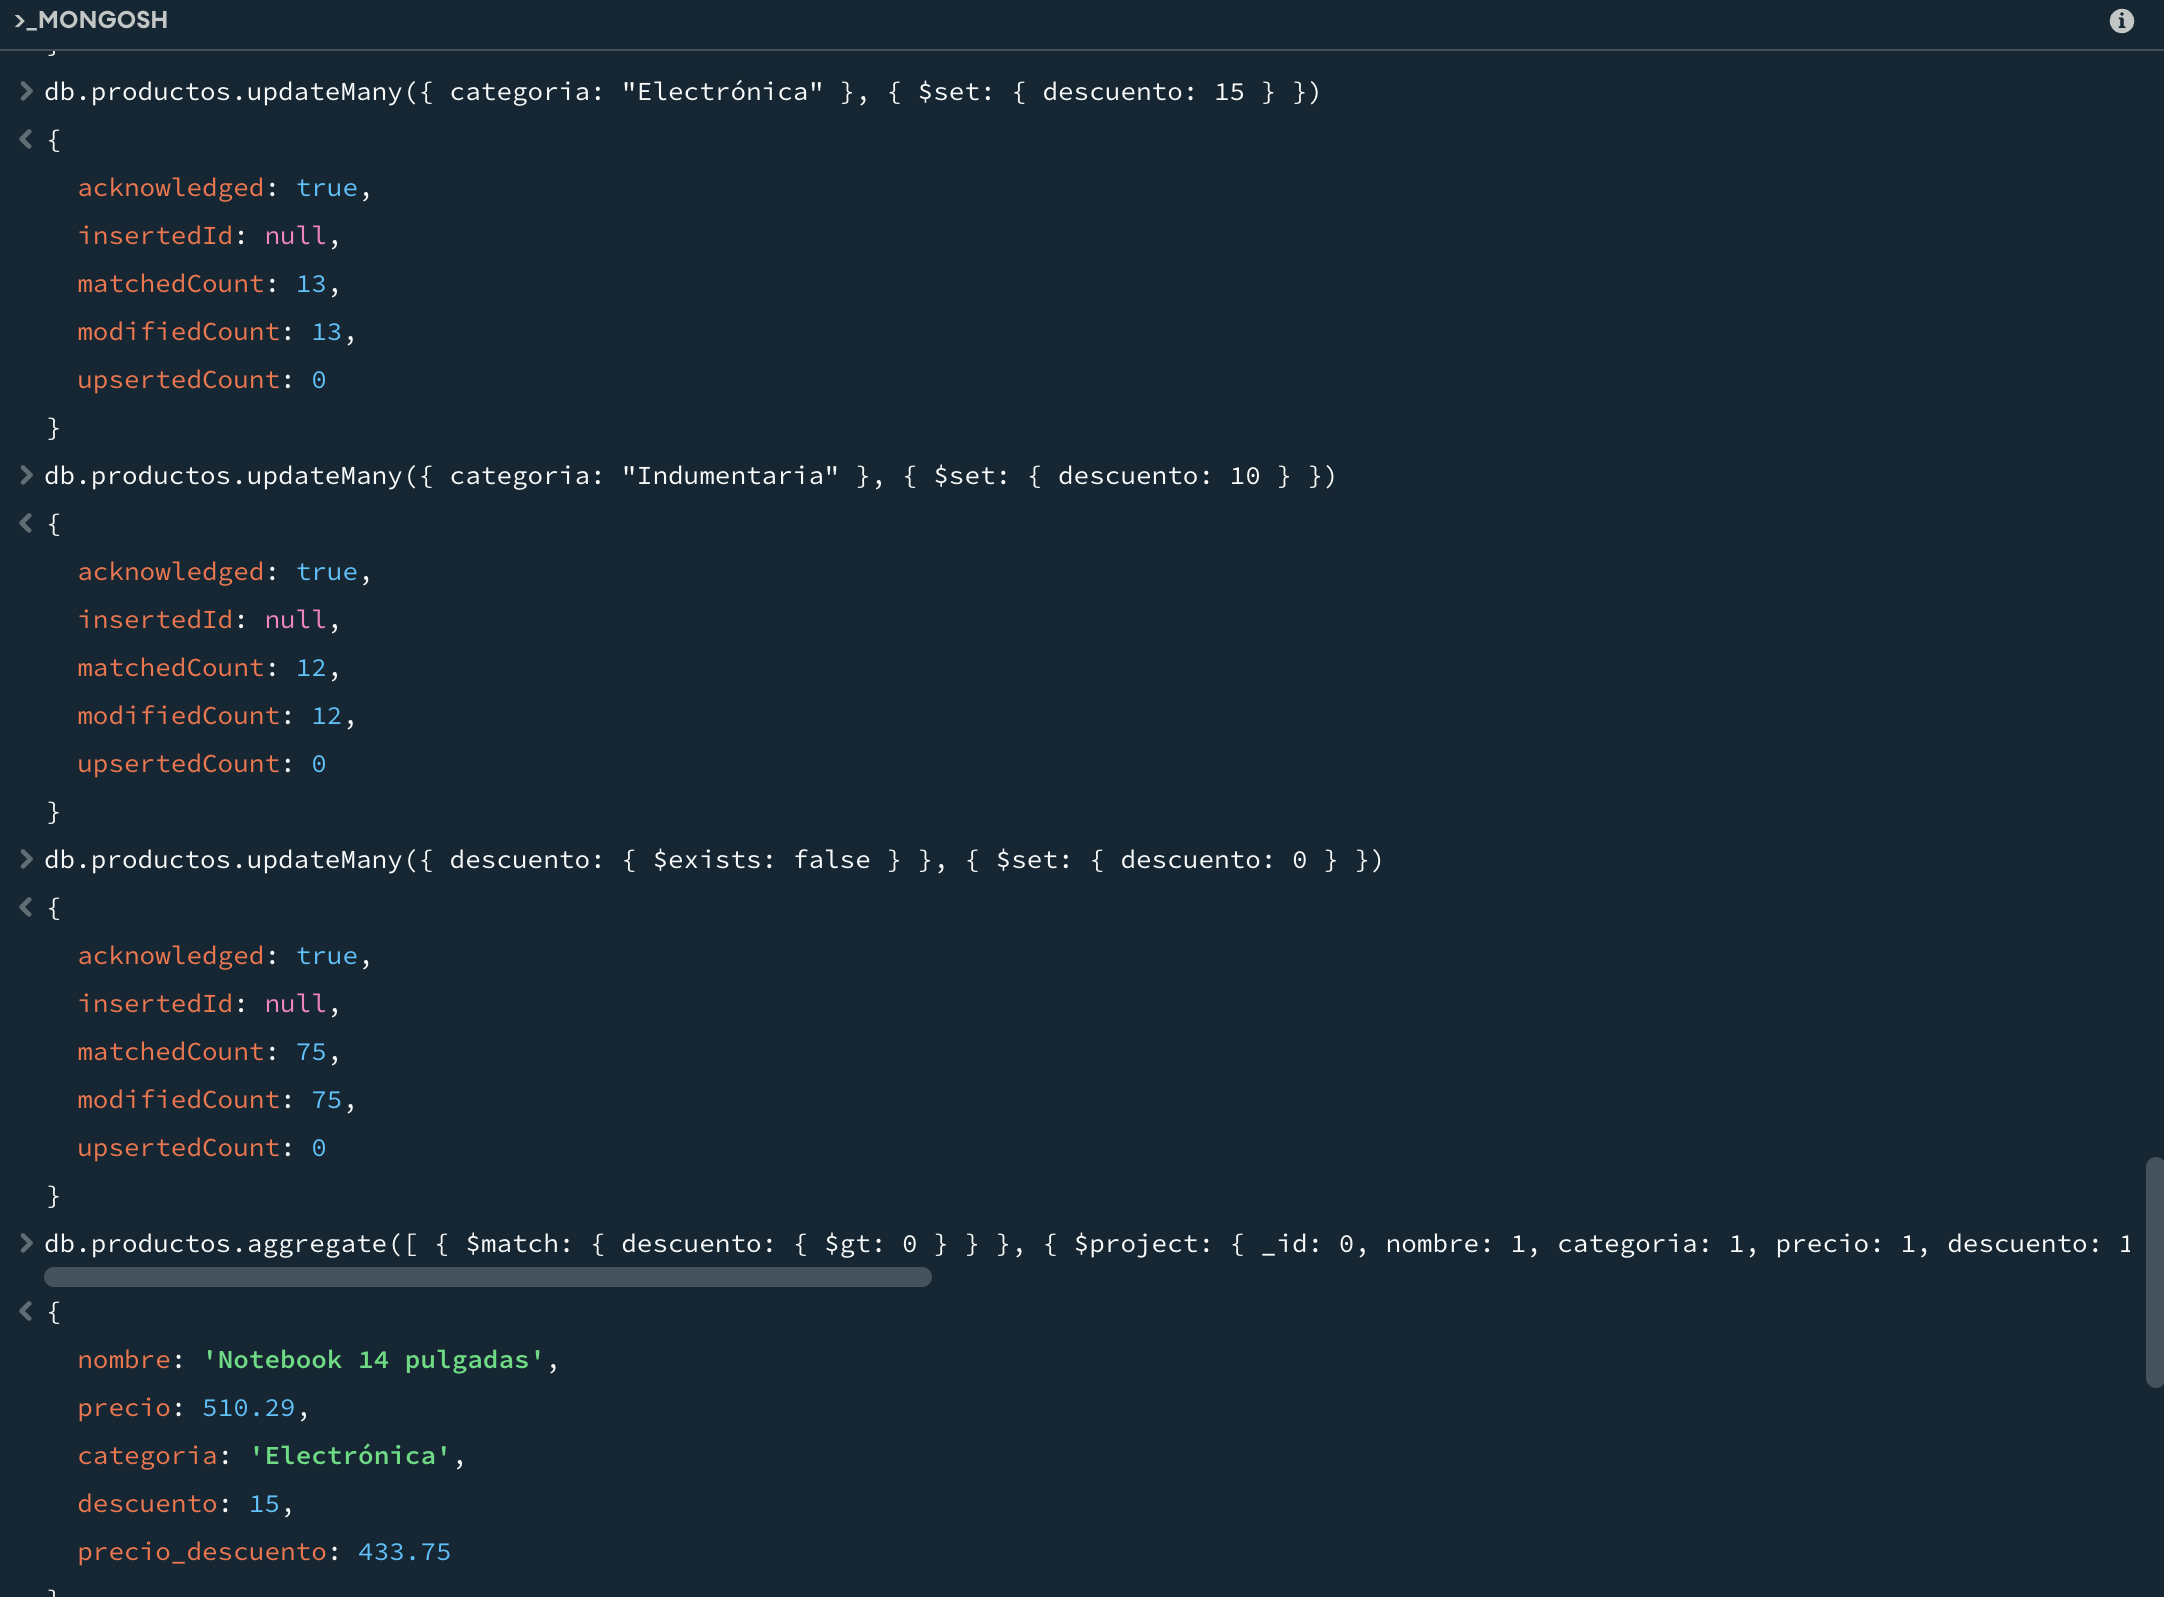 >_MONGOSH
}
> db.productos.updateMany({ categoria: "Electrónica" }, { $set: { descuento: 15 } })
< {
acknowledged: true,
insertedId: null,
matchedCount: 13,
modifiedCount: 13,
upsertedCount: 0
}
> db.productos.updateMany({ categoria: "Indumentaria" }, { $set: { descuento: 10 } })
< {
acknowledged: true,
insertedId: null,
matchedCount: 12,
modifiedCount: 12,
upsertedCount: 0
}
> db.productos.updateMany({ descuento: { $exists: false } }, { $set: { descuento: 0 } })
< {
acknowledged: true,
insertedId: null,
matchedCount: 75,
modifiedCount: 75,
upsertedCount: 0
}
> db.productos.aggregate([ { $match: { descuento: { $gt: 0 } } }, { $project: { _id: 0, nombre: 1, categoria: 1, precio: 1, descuento: 1
< {
nombre: 'Notebook 14 pulgadas',
precio: 510.29,
categoria: 'Electrónica',
descuento: 15,
precio_descuento: 433.75
}